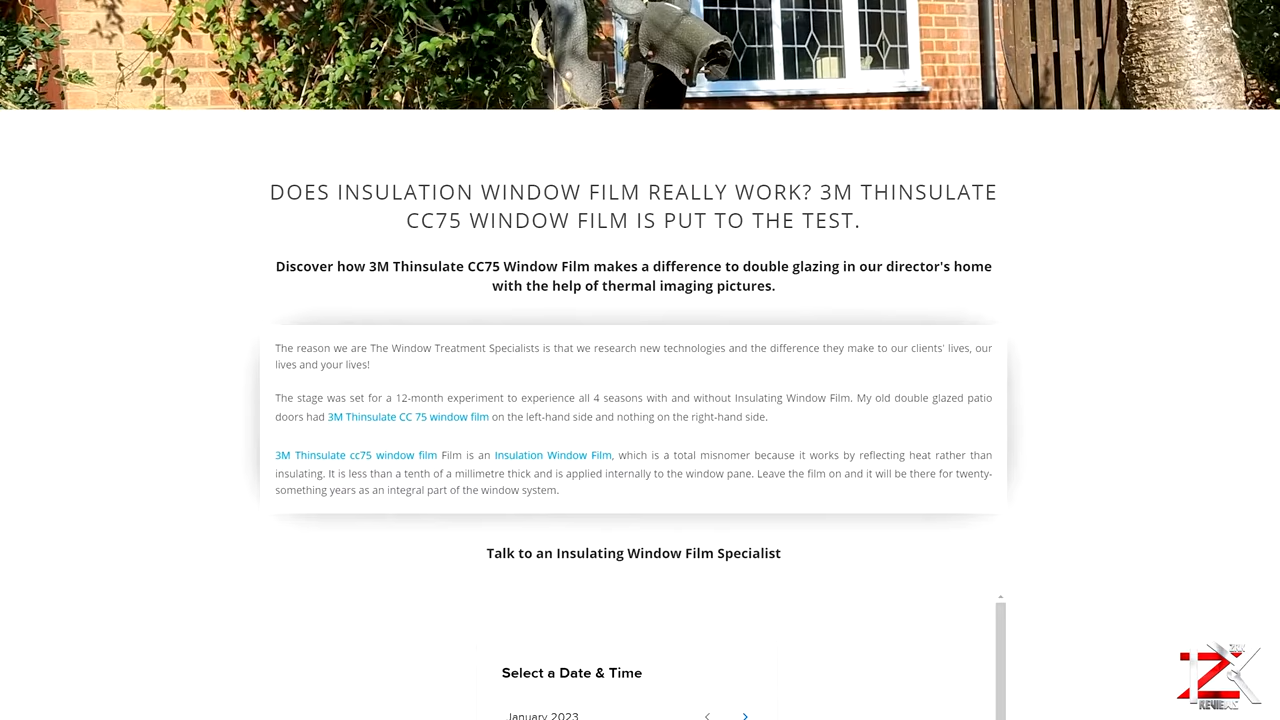 DOES INSULATION WINDOW FILM REALLY WORK? 3M THINSULATE
CC75 WINDOW FILM IS PUT TO THE TEST.
Discover how 3M Thinsulate CC75 Window Film makes a difference to double glazing in our director's home
with the help of thermal imaging pictures.
The reason we are The Window Treatment Specialists is that we research new technologies and the difference they make to our clients' lives, our
lives and your lives!
The stage was set for a 12-month experiment to experience all 4 seasons with and without Insulating Window Film. My old double glazed patio
doors had 3M Thinsulate CC 75 window film on the left-hand side and nothing on the right-hand side.
3M Thinsulate cc75 window film Film is an Insulation Window Film, which is a total misnomer because it works by reflecting heat rather than
insulating. It is less than a tenth of a millimetre thick and is applied internally to the window pane. Leave the film on and it will be there for twenty-
something years as an integral part of the window system.
Talk to an Insulating Window Film Specialist
Select a Date & Time
January 2023
REVIEWS